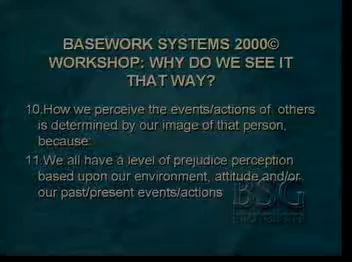 BASEWORK SYSTEMS 2000©
WORKSHOP: WHY DO WE SEE IT
THAT WAY?
10.How we perceive the events/actions of others
is determined by our image of that person,
because:
11.We all have a level of prejudice perception
based upon our environment, attitude and/or
our past/present events/actions
BSG